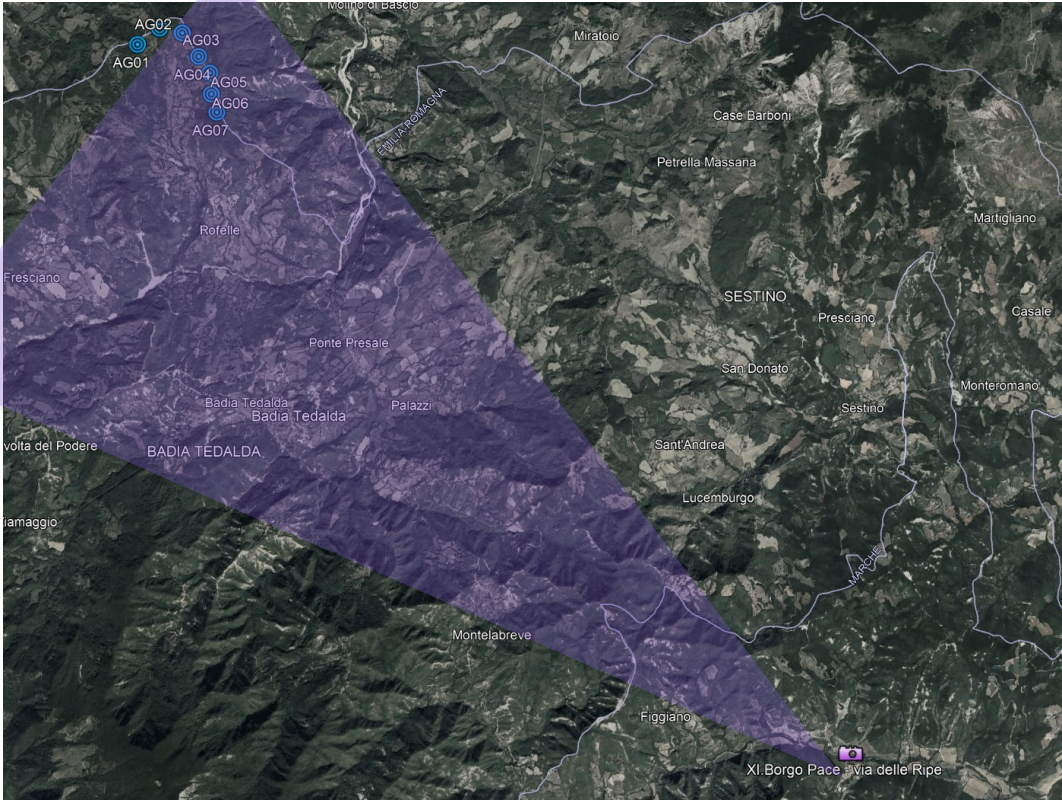 Molino di Bascio
AG02
Miratoio
AG03
AG01
AG04
AG05
AG06
EMILIA-ROMAGNA
Case Barboni
AG07
Petrella Massana
Martigliano
Rofelle
Fresciano
SESTINO
Presciano
Casale
Ponte Presale
San Donato
Monteromano
Badia Tedalda
Palazzi
Sestino
Badia Tedalda
volta del Podere
BADIA TEDALDA
Sant'Andrea
Lucemburgo
iamaggio
MARCHE
Montelabreve
Figgiano
XI.Borgo Pace - via delle Ripe